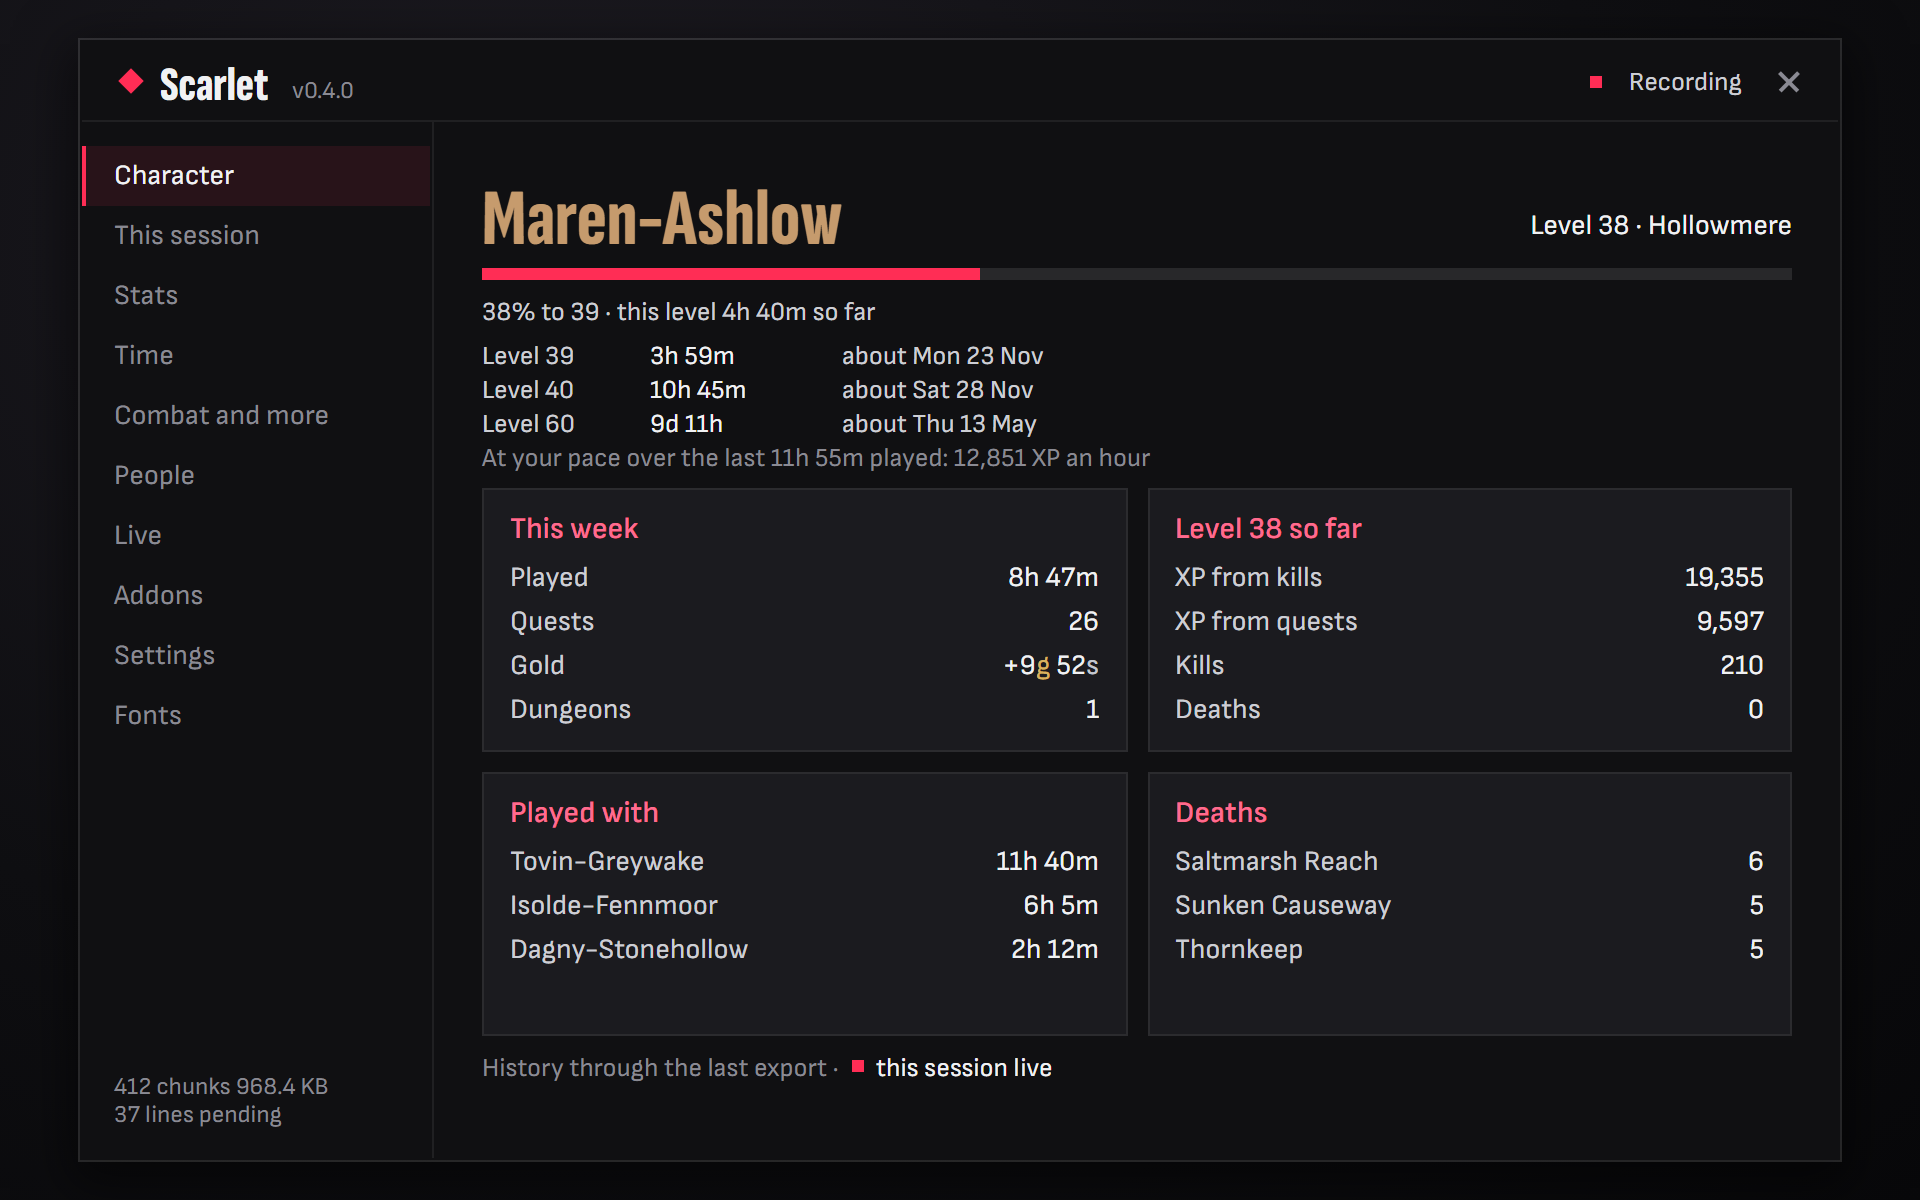 Scarlet v0.4.0
Recording
Character
This session
Stats
Time
Combat and more
People
Live
Addons
Settings
Fonts
412 chunks 968.4 KB
37 lines pending
Maren-Ashlow
Level 38 · Hollowmere
38% to 39 · this level 4h 40m so far
Level 39 3h 59m about Mon 23 Nov
Level 40 10h 45m about Sat 28 Nov
Level 60 9d 11h about Thu 13 May
At your pace over the last 11h 55m played: 12,851 XP an hour
This week
Played 8h 47m
Quests 26
Gold +9g 52s
Dungeons 1
Level 38 so far
XP from kills 19,355
XP from quests 9,597
Kills 210
Deaths 0
Played with
Tovin-Greywake 11h 40m
Isolde-Fennmoor 6h 5m
Dagny-Stonehollow 2h 12m
Deaths
Saltmarsh Reach 6
Sunken Causeway 5
Thornkeep 5
History through the last export · this session live